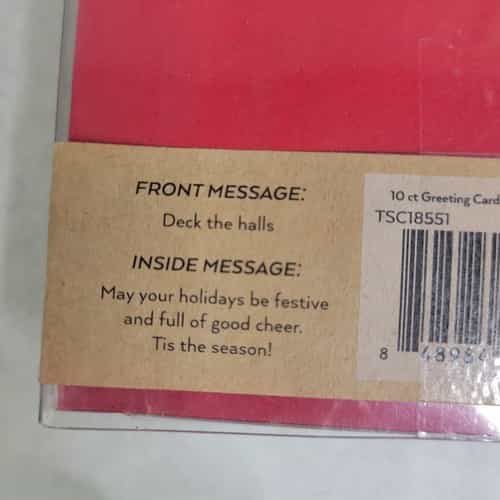 FRONT MESSAGE:
Deck the halls
INSIDE MESSAGE:
May your holidays be festive
and full of good cheer.
Tis the season!
10 ct Greeting Card
TSC18551
8